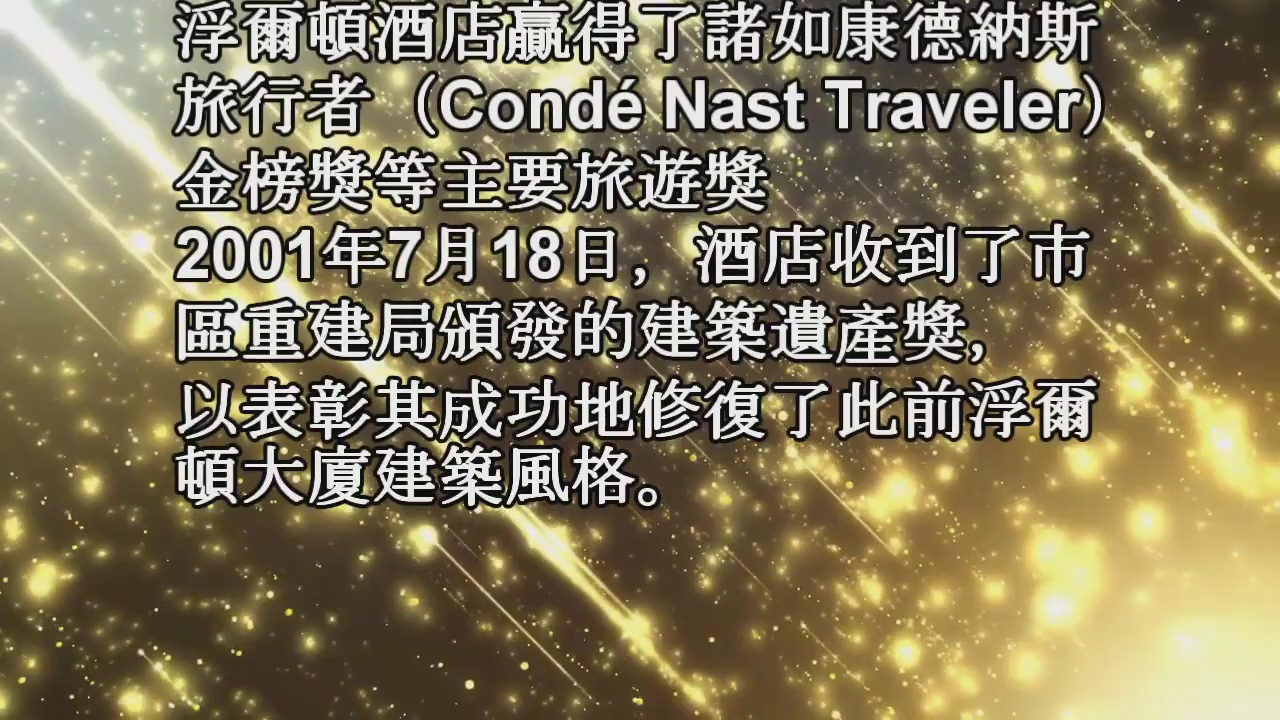 浮爾頓酒店贏得了諸如康德納斯
旅行者（Condé Nast Traveler）
金榜獎等主要旅遊獎
2001年7月18日，酒店收到了市
區重建局頒發的建築遺產獎，
以表彰其成功地修復了此前浮爾
頓大廈建築風格。